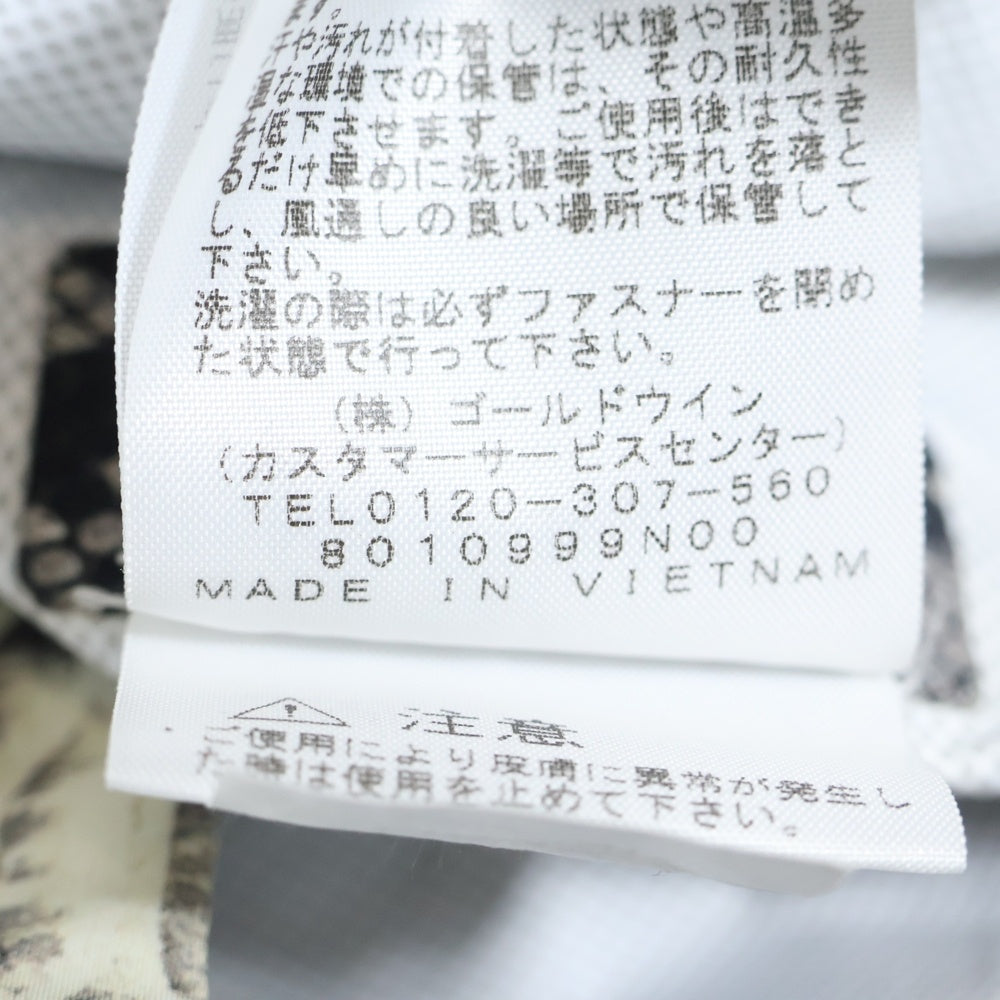 す。
汗や汚れが付着した状態や高温多
湿な環境での保管は、その耐久性
を低下させます。ご使用後はでき
るだけ早めに洗濯等で汚れを落と
し、風通しの良い場所で保管して
下さい。
洗濯の際は必ずファスナーを閉め
た状態で行って下さい。
(株) ゴールドウイン
(カスタマーサービスセンター)
TEL0120-307-560
8010999N00
MADE IN VIETNAM
注意
ご使用により皮膚に異常が発生し
た時は使用を止めて下さい。